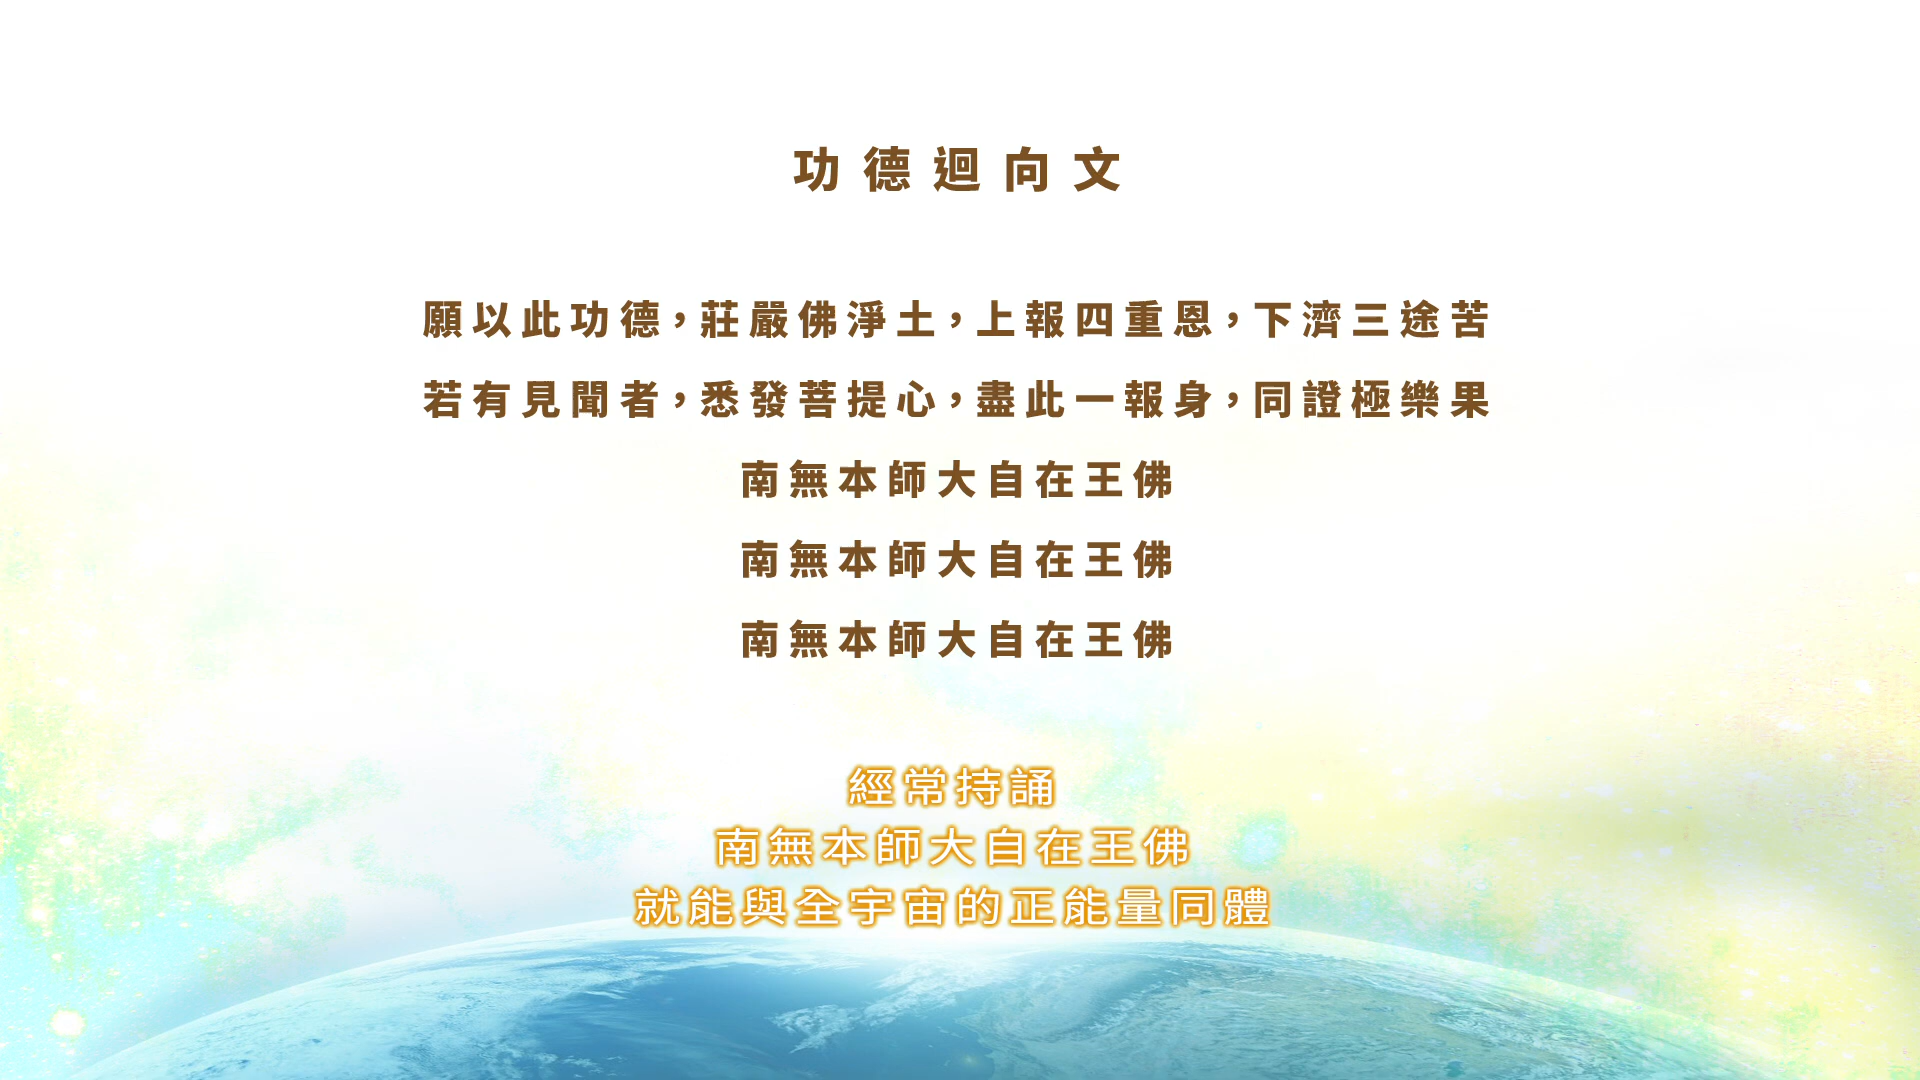 功德迴向文
願以此功德，莊嚴佛淨土，上報四重恩，下濟三途苦
若有見聞者，悉發菩提心，盡此一報身，同證極樂果
南無本師大自在王佛
南無本師大自在王佛
南無本師大自在王佛
經常持誦
南無本師大自在王佛
就能與全宇宙的正能量同體